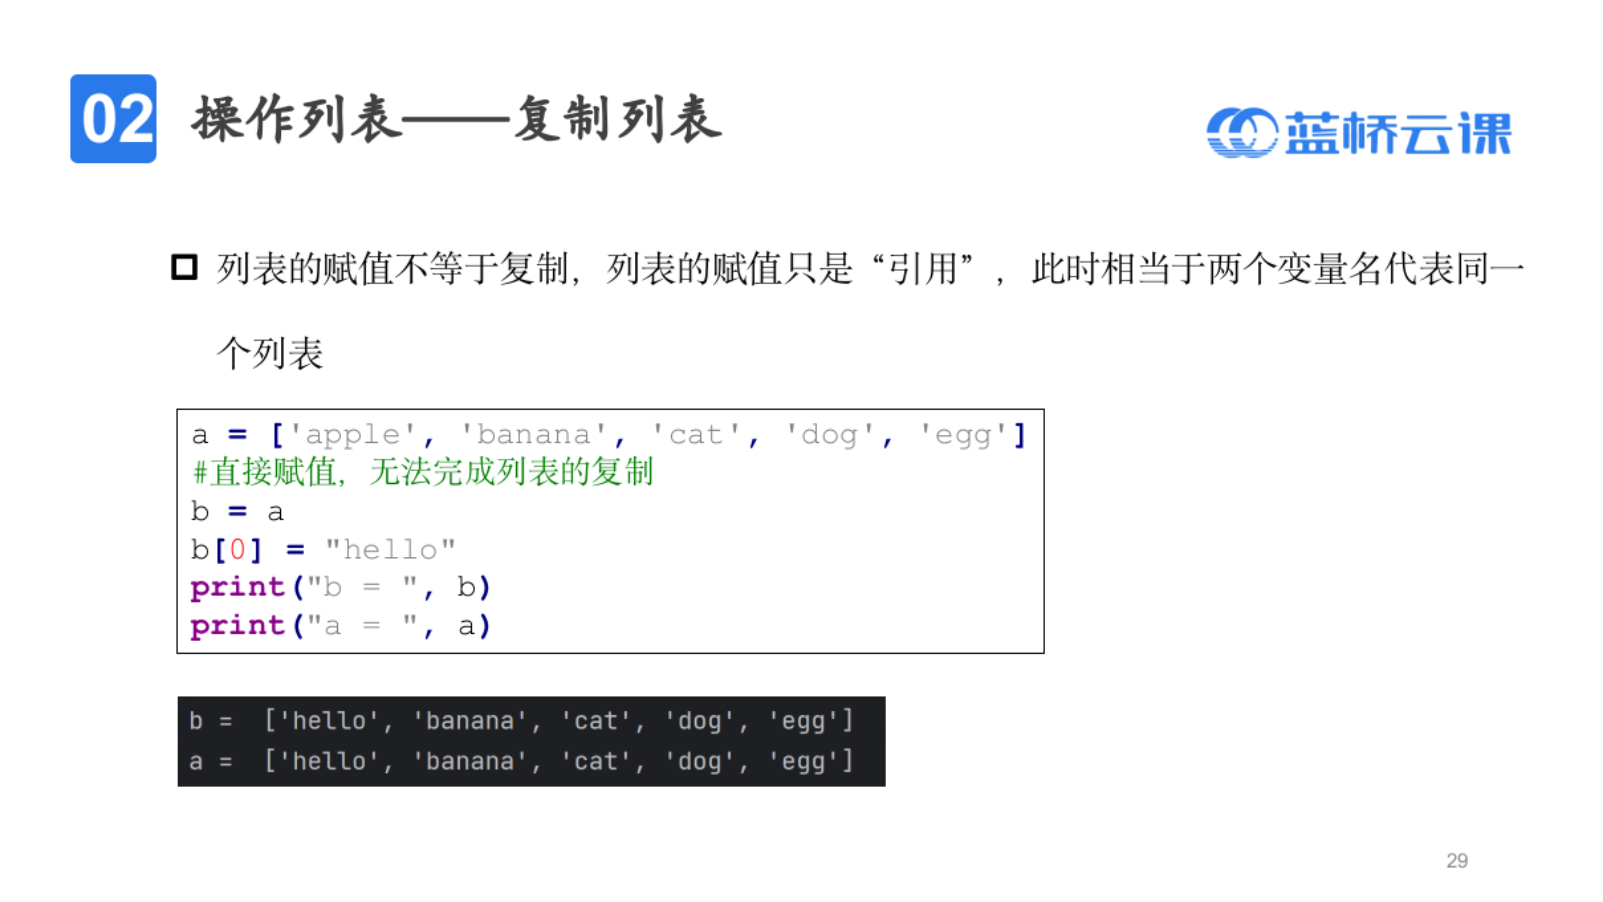 02 操作列表——复制列表
蓝桥云课
列表的赋值不等于复制，列表的赋值只是“引用”，此时相当于两个变量名代表同一
个列表
a = ['apple', 'banana', 'cat', 'dog', 'egg']
#直接赋值，无法完成列表的复制
b = a
b[0] = "hello"
print("b = ", b)
print("a = ", a)
b =  ['hello', 'banana', 'cat', 'dog', 'egg']
a =  ['hello', 'banana', 'cat', 'dog', 'egg']
29